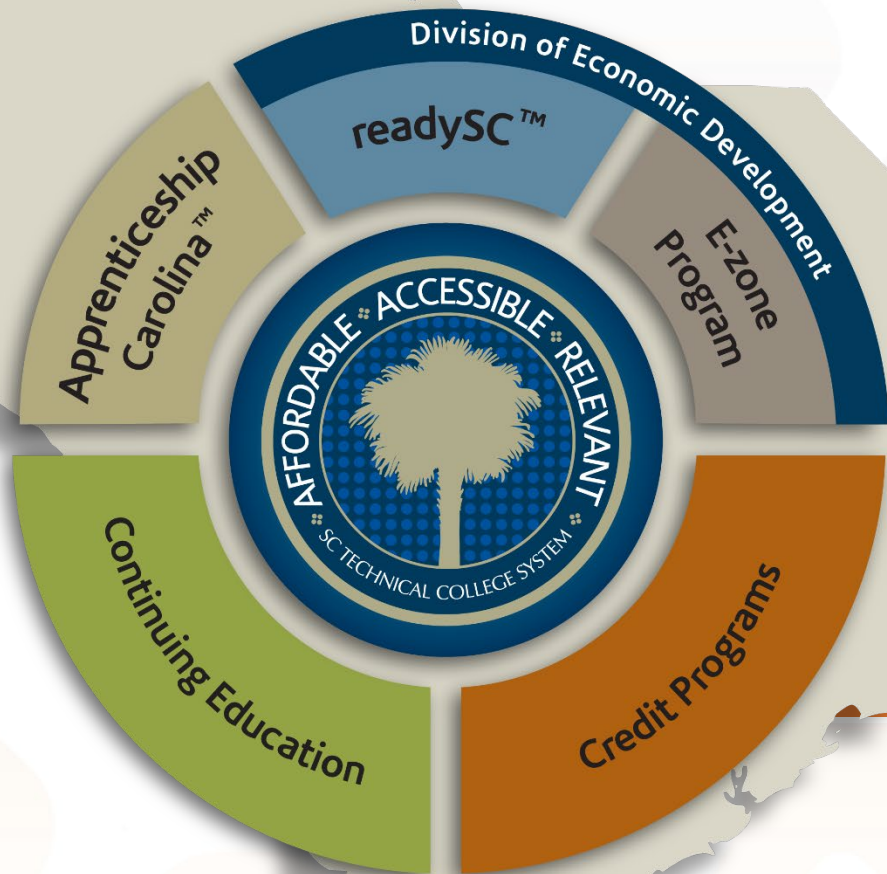 Division of Economic Development
readySC™
Apprenticeship
Carolina™
E-zone
Program
AFFORDABLE ACCESSIBLE RELEVANT
SC TECHNICAL COLLEGE SYSTEM
Continuing Education
Credit Programs